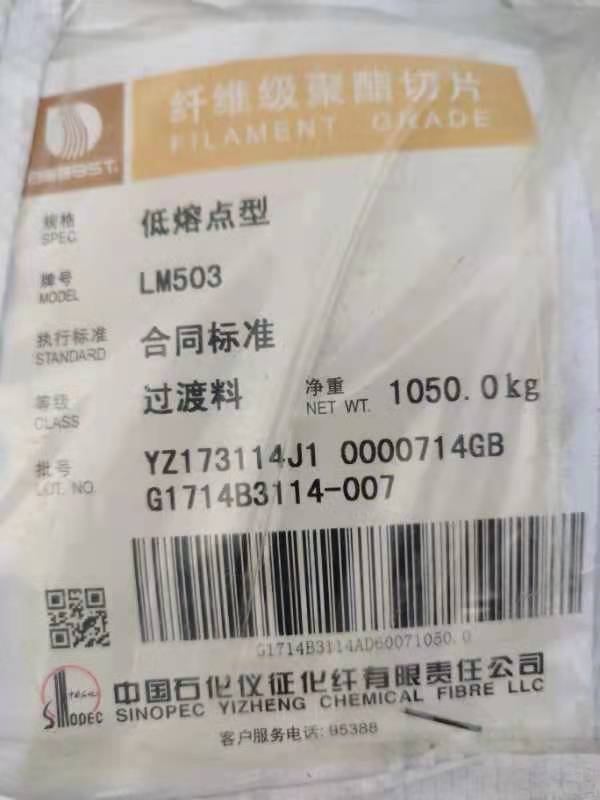 纤维级聚酯切片
FILAMENT GRADE
规格
SPEC
低熔点型
牌号
MODEL
LM503
执行标准
STANDARD
合同标准
等级
CLASS
过渡料
净重
NET WT.
1050.0kg
批号
LOT. NO.
YZ173114J1 0000714GB
G1714B3114-007
G1714B3114AD60071050.0
SINODEC
中国石化仪征化纤有限责任公司
SINOPEC YIZHENG CHEMICAL FIBRE LLC
客户服务电话: 95388